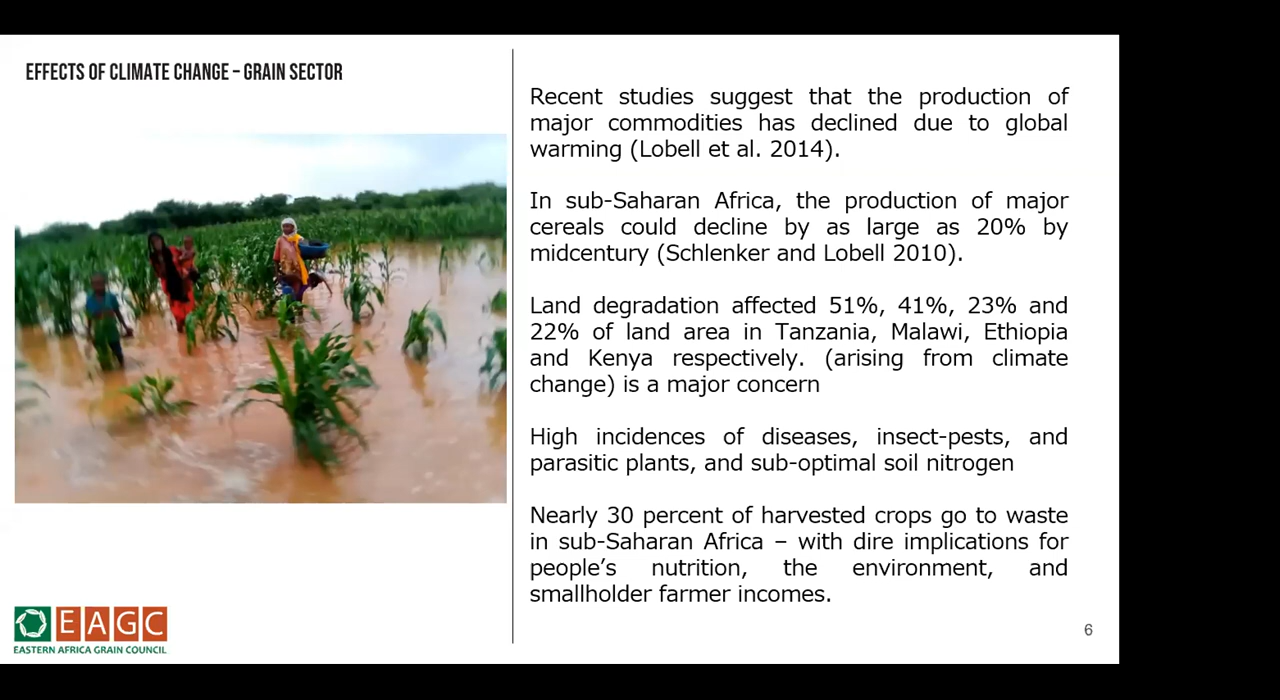 EFFECTS OF CLIMATE CHANGE – GRAIN SECTOR
Recent studies suggest that the production of
major commodities has declined due to global
warming (Lobell et al. 2014).
In sub-Saharan Africa, the production of major
cereals could decline by as large as 20% by
midcentury (Schlenker and Lobell 2010).
Land degradation affected 51%, 41%, 23% and
22% of land area in Tanzania, Malawi, Ethiopia
and Kenya respectively. (arising from climate
change) is a major concern
High incidences of diseases, insect-pests, and
parasitic plants, and sub-optimal soil nitrogen
Nearly 30 percent of harvested crops go to waste
in sub-Saharan Africa – with dire implications for
people’s nutrition, the environment, and
smallholder farmer incomes.
EAGC
EASTERN AFRICA GRAIN COUNCIL
6